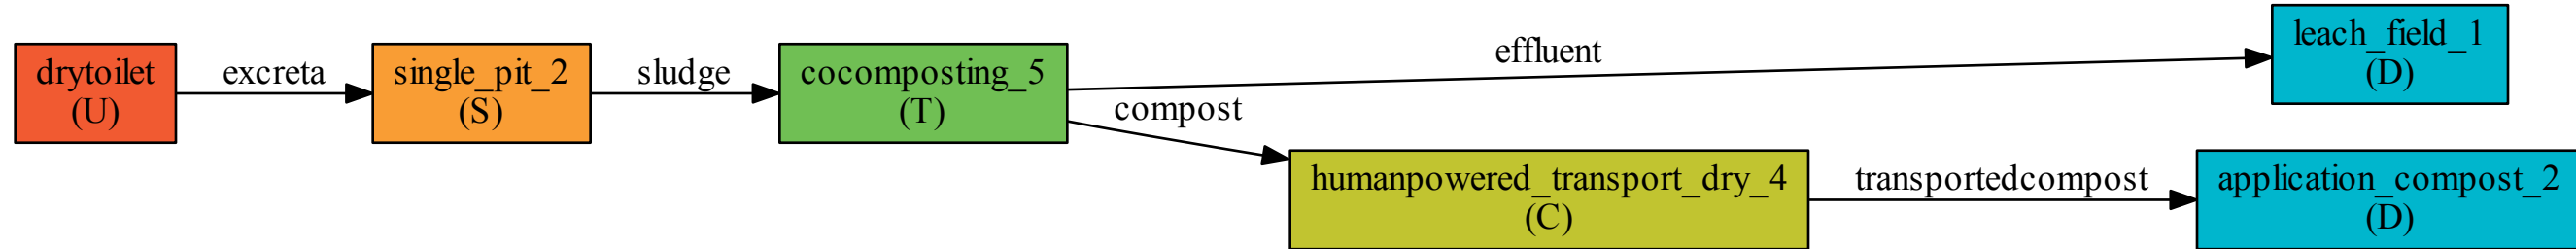 drytoilet
(U)
excreta
single_pit_2
(S)
sludge
cocomposting_5
(T)
effluent
leach_field_1
(D)
compost
humanpowered_transport_dry_4
(C)
transportedcompost
application_compost_2
(D)